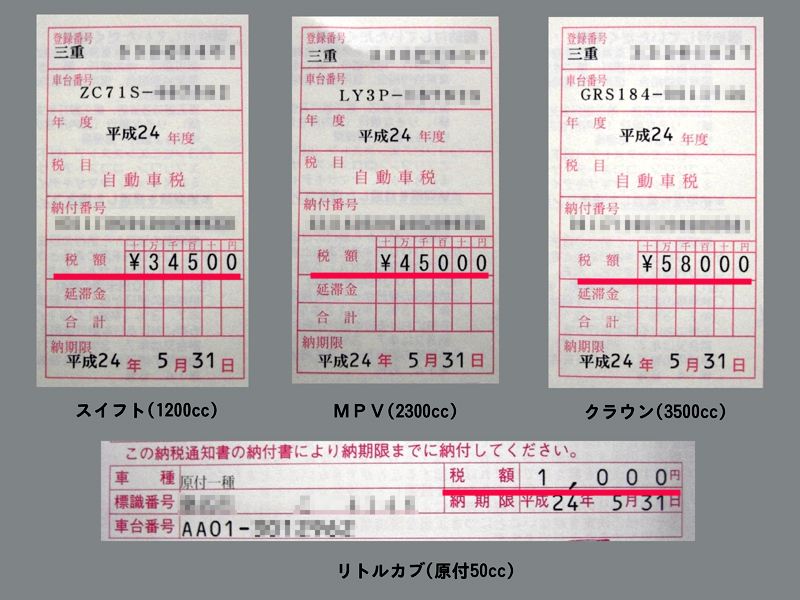 登録番号
三重
車台番号
ZC71S-
年度
平成24年度
税目
自動車税
納付番号
十万千百十円
税額
¥34500
延滞金
合計
納期限
平成24年 5月31日
スイフト(1200cc)
登録番号
三重
車台番号
LY3P-
年度
平成24年度
税目
自動車税
納付番号
十万千百十円
税額
¥45000
延滞金
合計
納期限
平成24年 5月31日
MPV(2300cc)
登録番号
三重
車台番号
GRS184-
年度
平成24年度
税目
自動車税
納付番号
十万千百十円
税額
¥58000
延滞金
合計
納期限
平成24年 5月31日
クラウン(3500cc)
この納税通知書の納付書により納期限までに納付してください。
車種 原付一種 税額 1,000円
標識番号 納期限 平成24年 5月31日
車台番号 AA01-
リトルカブ(原付50cc)